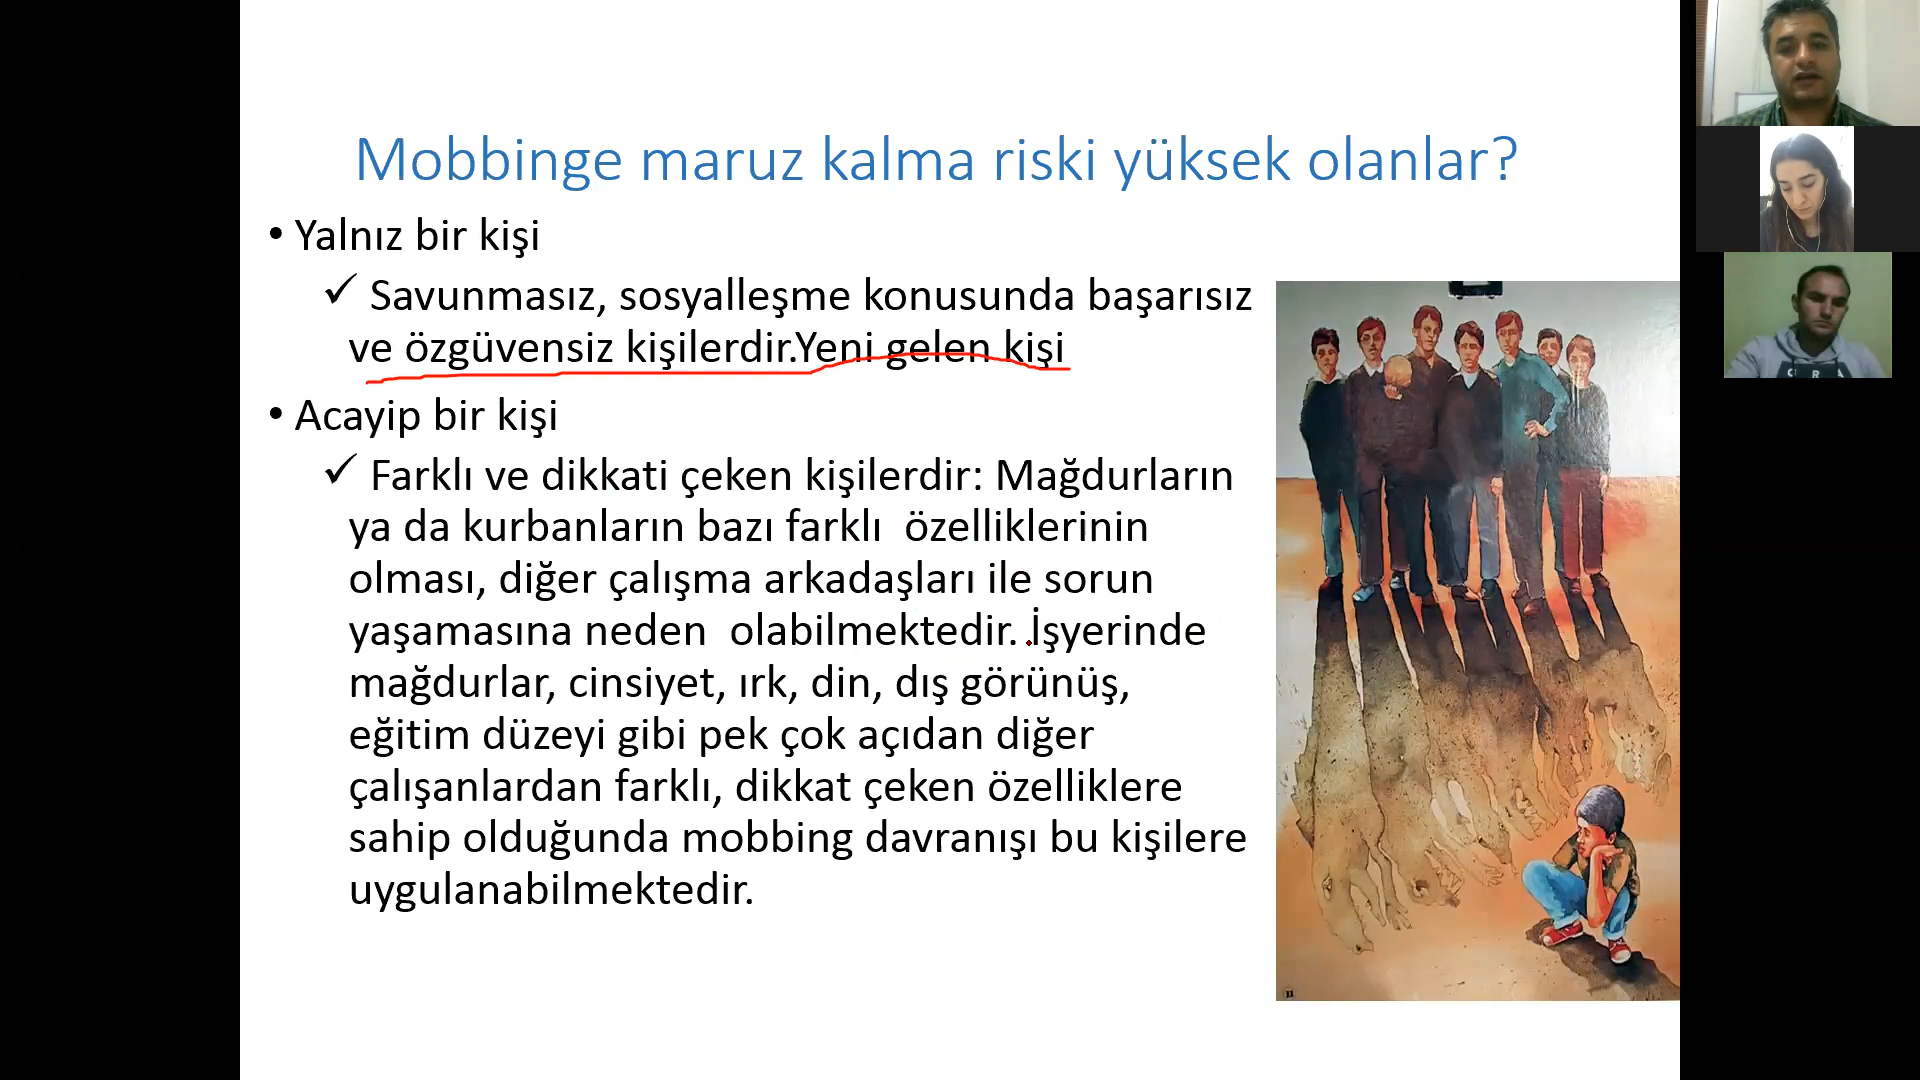 Mobbinge maruz kalma riski yüksek olanlar?
• Yalnız bir kişi
✓ Savunmasız, sosyalleşme konusunda başarısız
ve özgüvensiz kişilerdir.Yeni gelen kişi
• Acayip bir kişi
✓ Farklı ve dikkati çeken kişilerdir: Mağdurların
ya da kurbanların bazı farklı özelliklerinin
olması, diğer çalışma arkadaşları ile sorun
yaşamasına neden olabilmektedir. İşyerinde
mağdurlar, cinsiyet, ırk, din, dış görünüş,
eğitim düzeyi gibi pek çok açıdan diğer
çalışanlardan farklı, dikkat çeken özelliklere
sahip olduğunda mobbing davranışı bu kişilere
uygulanabilmektedir.